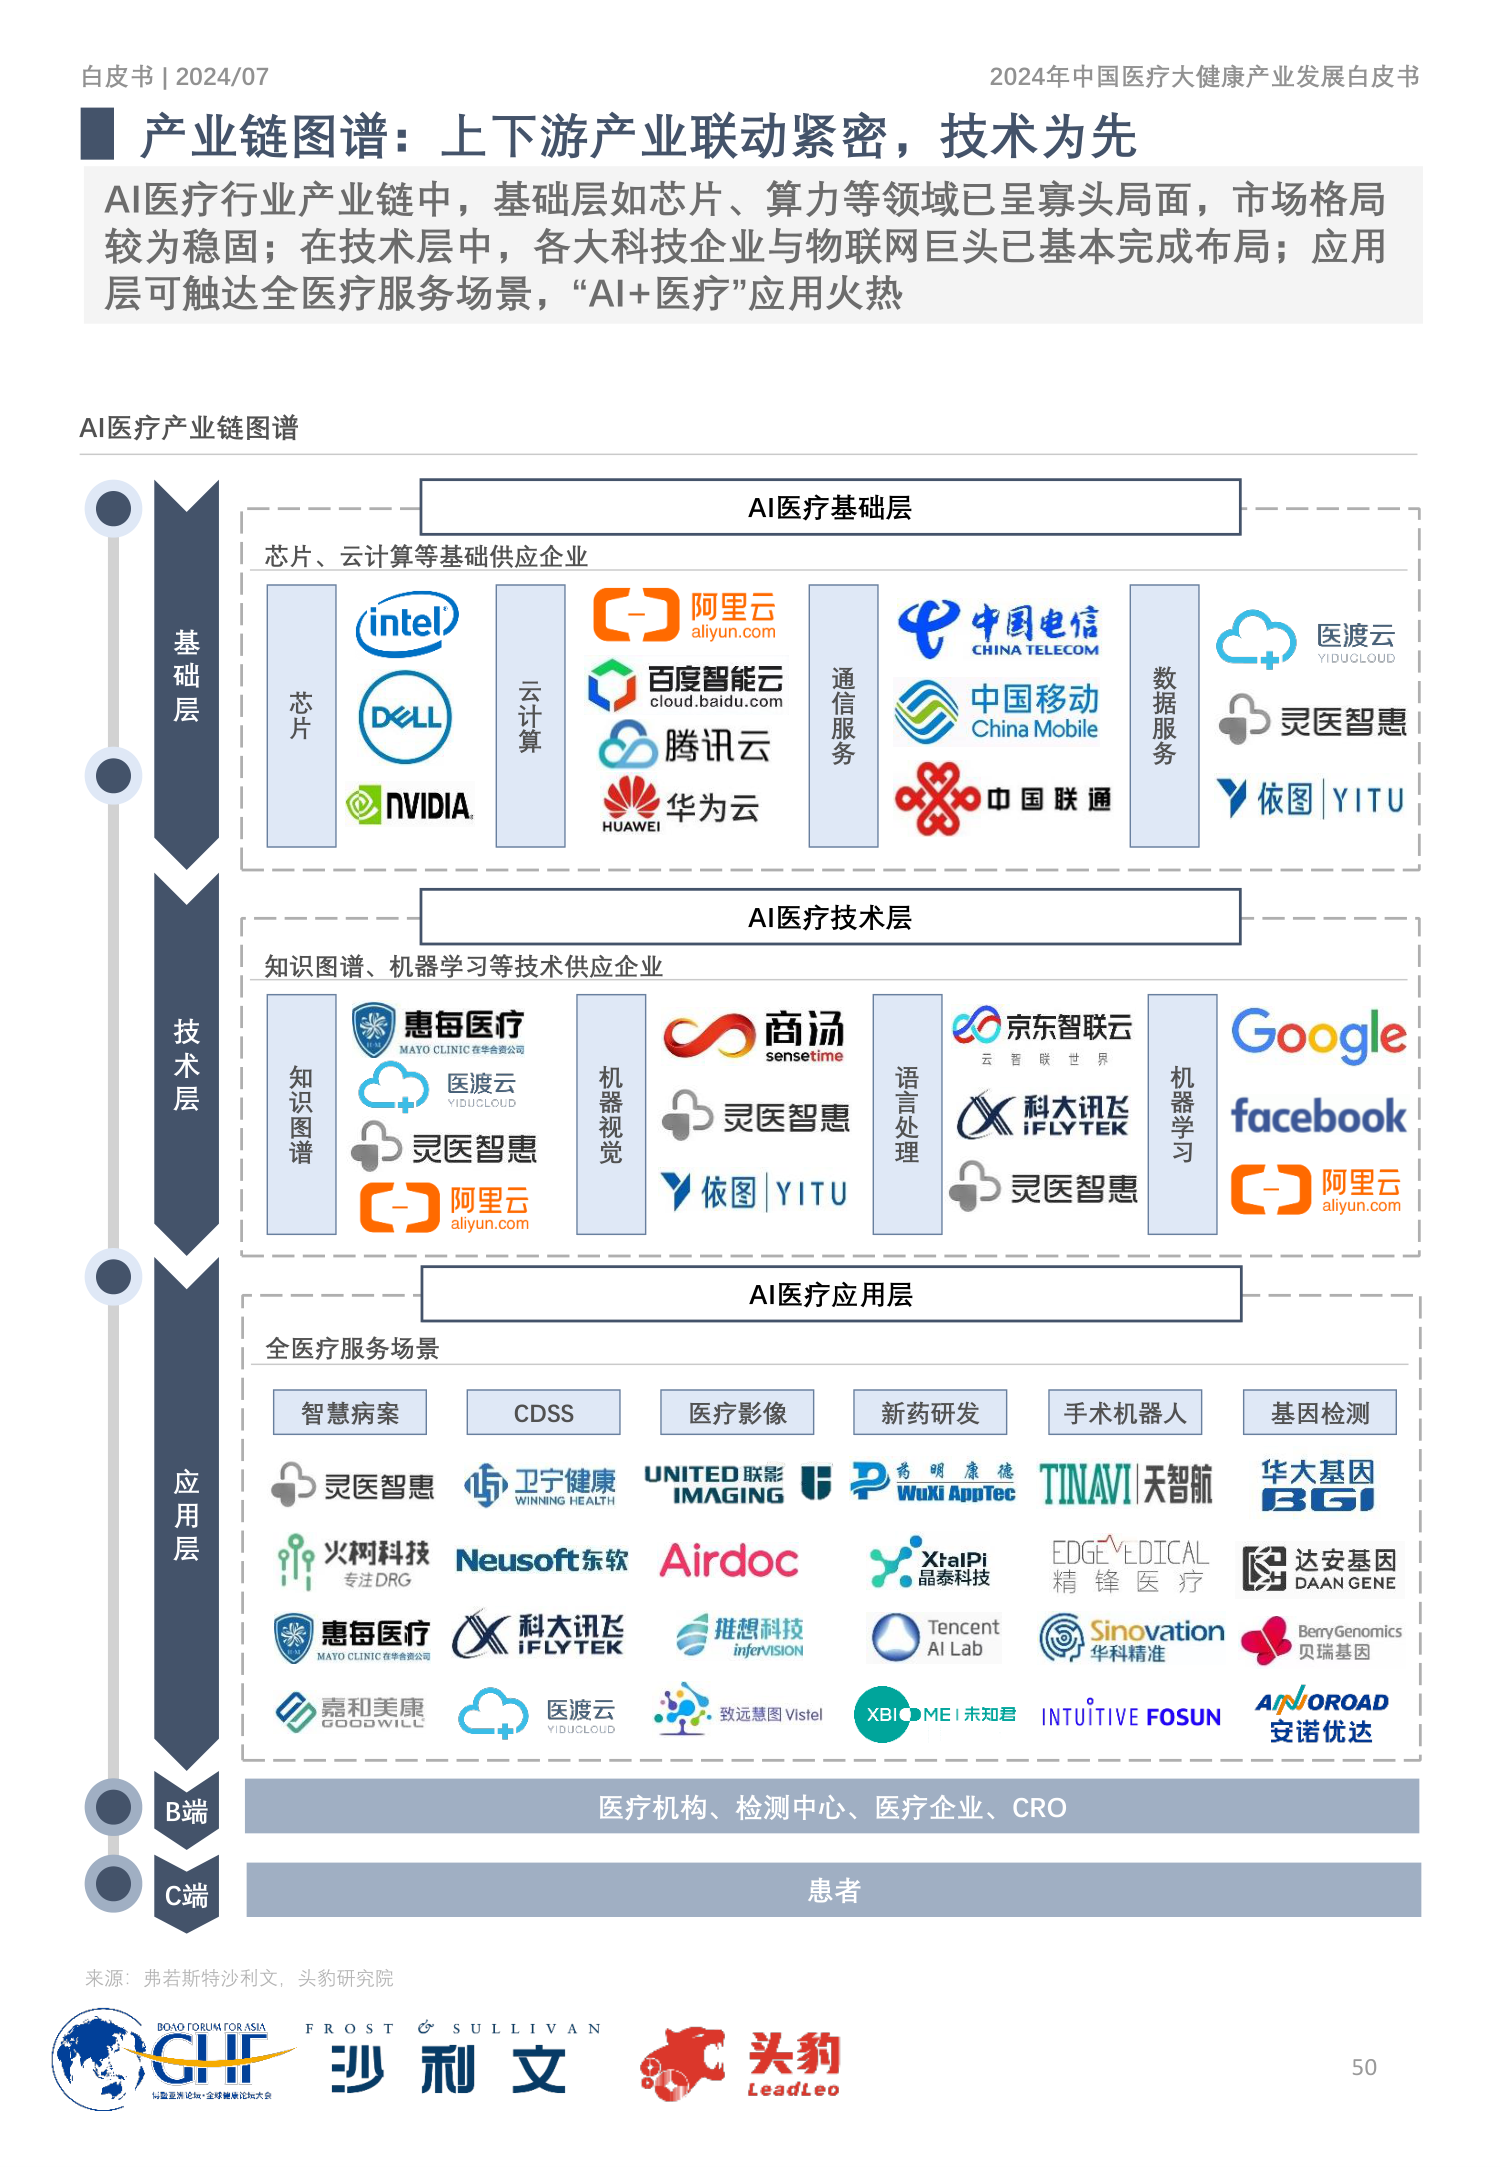 白皮书 | 2024/07
2024年中国医疗大健康产业发展白皮书
产业链图谱：上下游产业联动紧密，技术为先
AI医疗行业产业链中，基础层如芯片、算力等领域已呈寡头局面，市场格局
较为稳固；在技术层中，各大科技企业与物联网巨头已基本完成布局；应用
层可触达全医疗服务场景，“AI+医疗”应用火热
AI医疗产业链图谱
基础层
AI医疗基础层
芯片、云计算等基础供应企业
芯片
intel
DELL
NVIDIA
云计算
阿里云
aliyun.com
百度智能云
cloud.baidu.com
腾讯云
HUAWEI 华为云
通信服务
中国电信
CHINA TELECOM
中国移动
China Mobile
中国联通
数据服务
医渡云
YIDUCLOUD
灵医智惠
依图 | YITU
技术层
AI医疗技术层
知识图谱、机器学习等技术供应企业
知识图谱
惠每医疗
MAYO CLINIC 在华合资公司
医渡云
YIDUCLOUD
灵医智惠
阿里云
aliyun.com
机器视觉
商汤
sensetime
灵医智惠
依图 | YITU
语言处理
京东智联云
云智联世界
科大讯飞
iFLYTEK
灵医智惠
机器学习
Google
facebook
阿里云
aliyun.com
应用层
AI医疗应用层
全医疗服务场景
智慧病案
CDSS
医疗影像
新药研发
手术机器人
基因检测
灵医智惠
卫宁健康
WINNING HEALTH
UNITED 联影
IMAGING
药明康德
WuXi AppTec
TINAVI | 天智航
华大基因
BGI
火树科技
专注DRG
Neusoft东软
Airdoc
XtalPi
晶泰科技
EDGE MEDICAL
精锋医疗
达安基因
DAAN GENE
惠每医疗
MAYO CLINIC 在华合资公司
科大讯飞
iFLYTEK
推想科技
inferVISION
Tencent
AI Lab
Sinovation
华科精准
BerryGenomics
贝瑞基因
嘉和美康
GOODWILL
医渡云
YIDUCLOUD
致远慧图 Vistel
XBIOME | 未知君
INTUITIVE FOSUN
ANNOROAD
安诺优达
B端
医疗机构、检测中心、医疗企业、CRO
C端
患者
来源：弗若斯特沙利文，头豹研究院
BOAO FORUM FOR ASIA
GHF
博鳌亚洲论坛·全球健康论坛大会
FROST & SULLIVAN
沙利文
头豹
LeadLeo
50